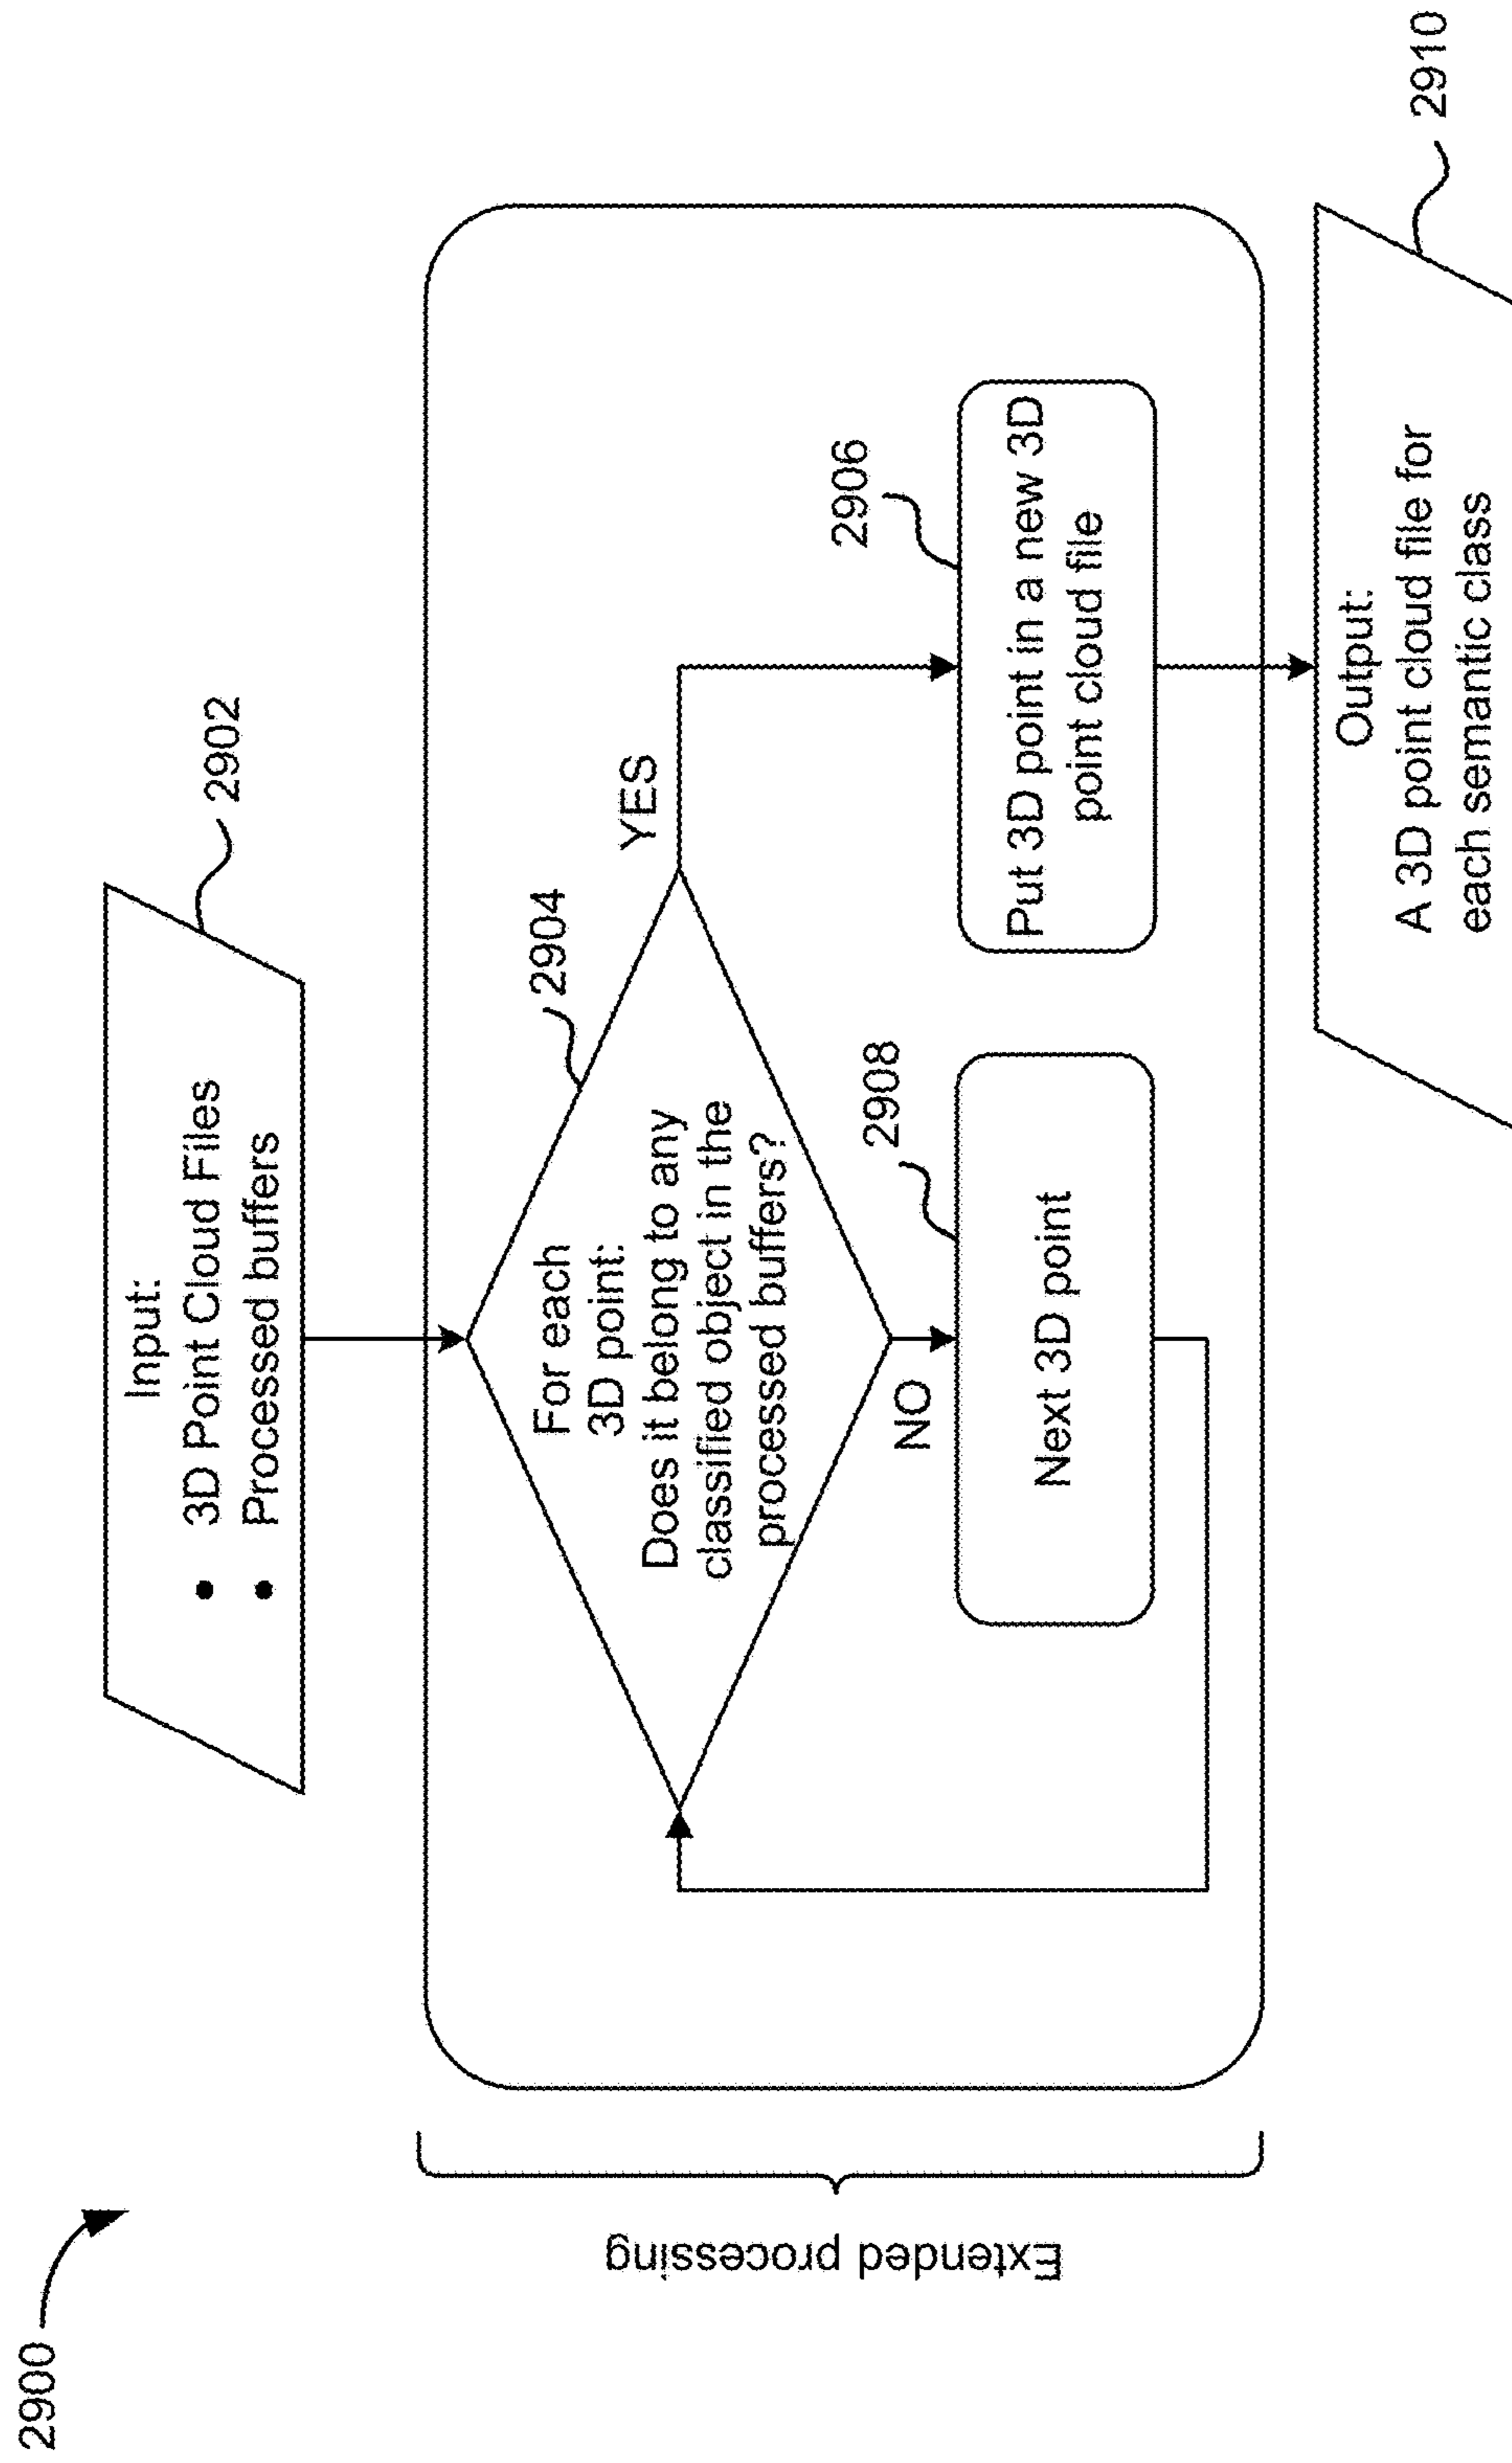 2900
Input:
• 3D Point Cloud Files
• Processed buffers
2902
Extended processing
For each
3D point:
Does it belong to any
classified object in the
processed buffers?
2904
YES
NO
Next 3D point
2908
Put 3D point in a new 3D
point cloud file
2906
Output:
A 3D point cloud file for
each semantic class
2910